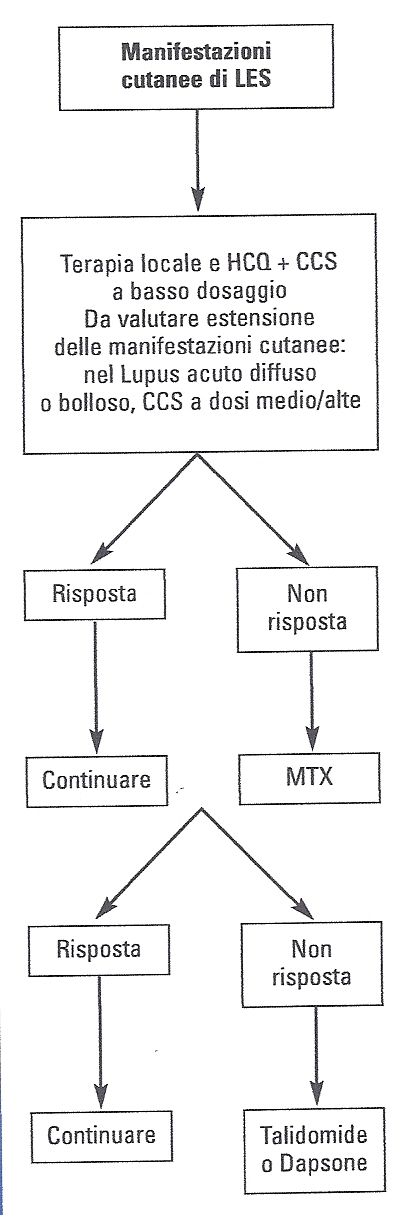 Manifestazioni
cutanee di LES
Terapia locale e HCQ + CCS
a basso dosaggio
Da valutare estensione
delle manifestazioni cutanee:
nel Lupus acuto diffuso
o bolloso, CCS a dosi medio/alte
Risposta
Non
risposta
Continuare
MTX
Risposta
Non
risposta
Continuare
Talidomide
o Dapsone